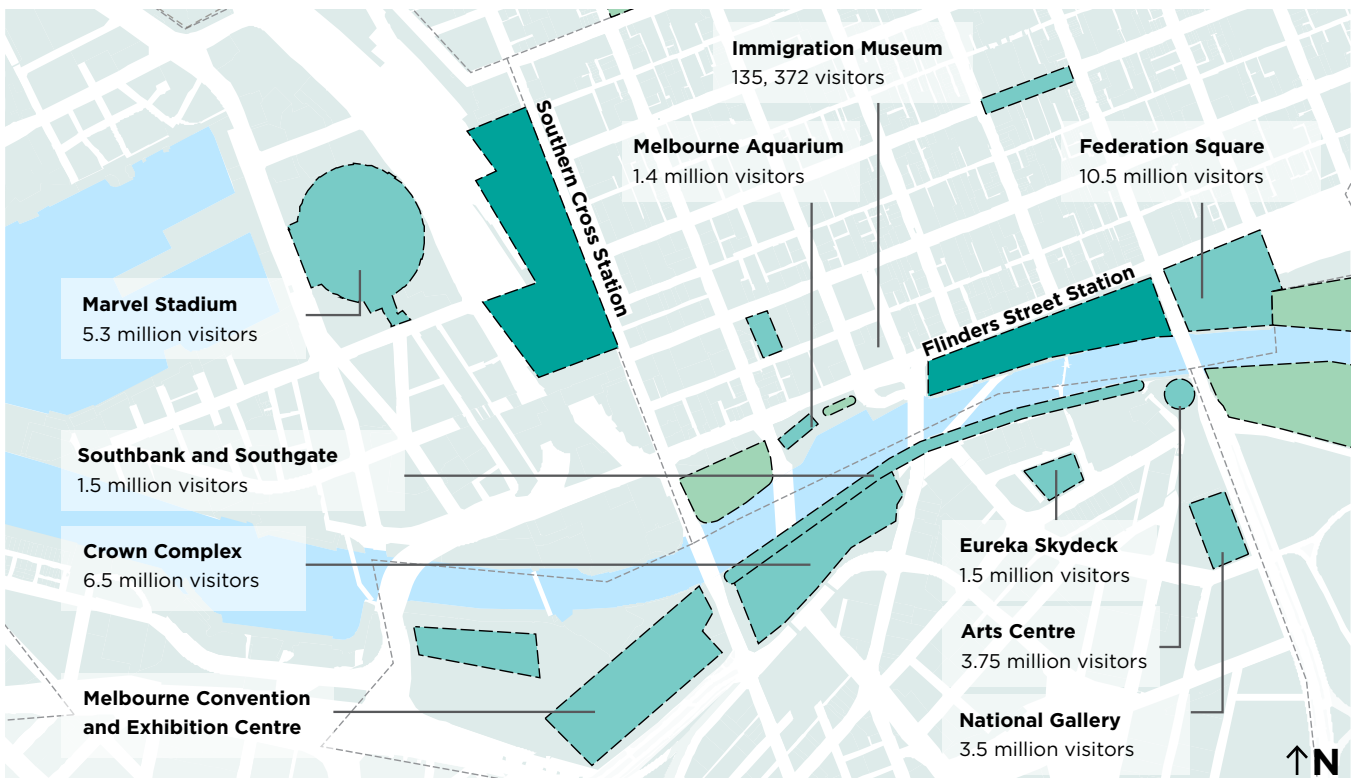 Immigration Museum
135, 372 visitors
Melbourne Aquarium
1.4 million visitors
Federation Square
10.5 million visitors
Southern Cross Station
Marvel Stadium
5.3 million visitors
Flinders Street Station
Southbank and Southgate
1.5 million visitors
Crown Complex
6.5 million visitors
Eureka Skydeck
1.5 million visitors
Arts Centre
3.75 million visitors
Melbourne Convention
and Exhibition Centre
National Gallery
3.5 million visitors
N